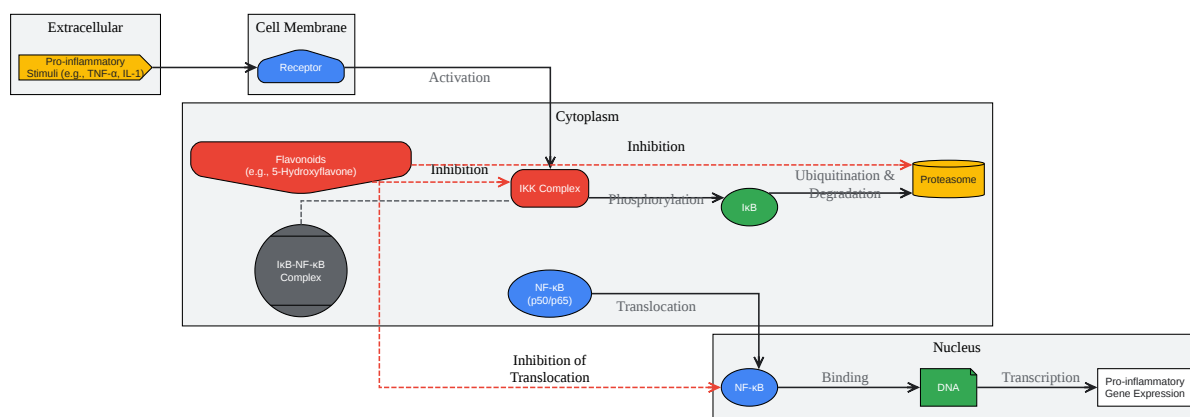 Extracellular
Pro-inflammatory
Stimuli (e.g., TNF-α, IL-1)
Cell Membrane
Receptor
Activation
Cytoplasm
Flavonoids
(e.g., 5-Hydroxyflavone)
Inhibition
Inhibition
IKK Complex
Phosphorylation
IκB
Ubiquitination &
Degradation
Proteasome
IκB-NF-κB
Complex
NF-κB
(p50/p65)
Translocation
Inhibition of
Translocation
Nucleus
NF-κB
Binding
DNA
Transcription
Pro-inflammatory
Gene Expression